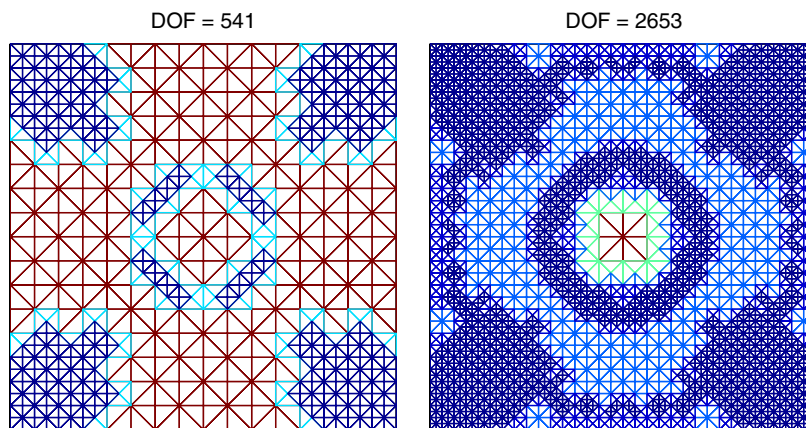 DOF = 541
DOF = 2653